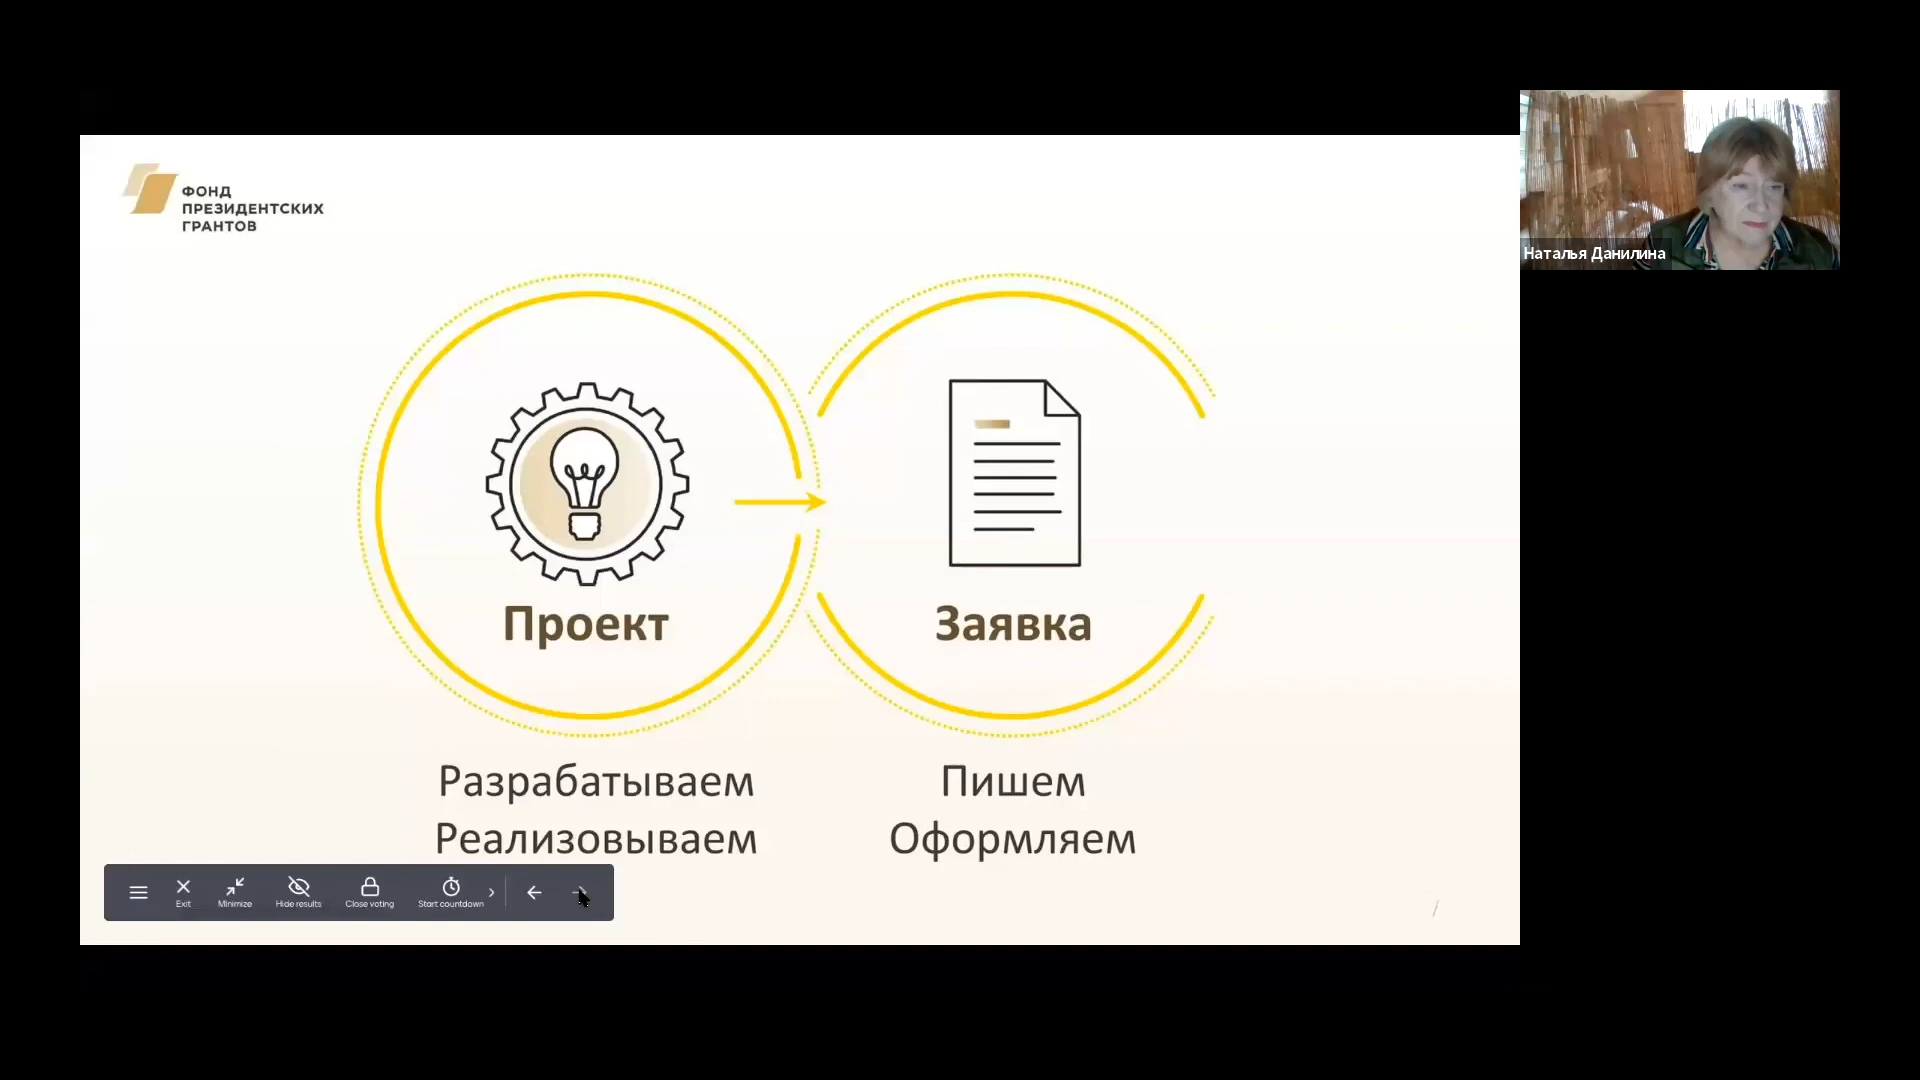 ФОНД
ПРЕЗИДЕНТСКИХ
ГРАНТОВ
Наталья Данилина
Проект
Заявка
Разрабатываем
Реализовываем
Пишем
Оформляем
Exit
Minimize
Hide results
Close voting
Start countdown
/